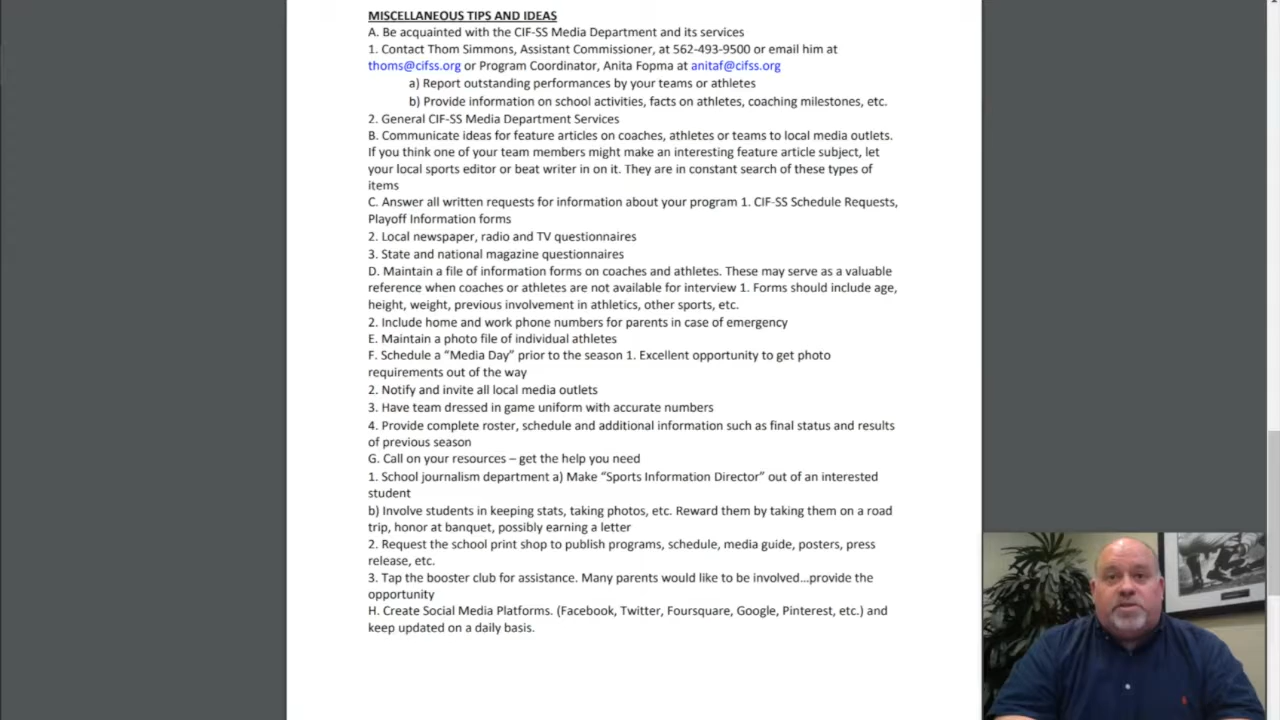 MISCELLANEOUS TIPS AND IDEAS
A. Be acquainted with the CIF-SS Media Department and its services
1. Contact Thom Simmons, Assistant Commissioner, at 562-493-9500 or email him at
thoms@cifss.org or Program Coordinator, Anita Fopma at anitaf@cifss.org
a) Report outstanding performances by your teams or athletes
b) Provide information on school activities, facts on athletes, coaching milestones, etc.
2. General CIF-SS Media Department Services
B. Communicate ideas for feature articles on coaches, athletes or teams to local media outlets.
If you think one of your team members might make an interesting feature article subject, let
your local sports editor or beat writer in on it. They are in constant search of these types of
items
C. Answer all written requests for information about your program 1. CIF-SS Schedule Requests,
Playoff Information forms
2. Local newspaper, radio and TV questionnaires
3. State and national magazine questionnaires
D. Maintain a file of information forms on coaches and athletes. These may serve as a valuable
reference when coaches or athletes are not available for interview 1. Forms should include age,
height, weight, previous involvement in athletics, other sports, etc.
2. Include home and work phone numbers for parents in case of emergency
E. Maintain a photo file of individual athletes
F. Schedule a “Media Day” prior to the season 1. Excellent opportunity to get photo
requirements out of the way
2. Notify and invite all local media outlets
3. Have team dressed in game uniform with accurate numbers
4. Provide complete roster, schedule and additional information such as final status and results
of previous season
G. Call on your resources – get the help you need
1. School journalism department a) Make “Sports Information Director” out of an interested
student
b) Involve students in keeping stats, taking photos, etc. Reward them by taking them on a road
trip, honor at banquet, possibly earning a letter
2. Request the school print shop to publish programs, schedule, media guide, posters, press
release, etc.
3. Tap the booster club for assistance. Many parents would like to be involved…provide the
opportunity
H. Create Social Media Platforms. (Facebook, Twitter, Foursquare, Google, Pinterest, etc.) and
keep updated on a daily basis.